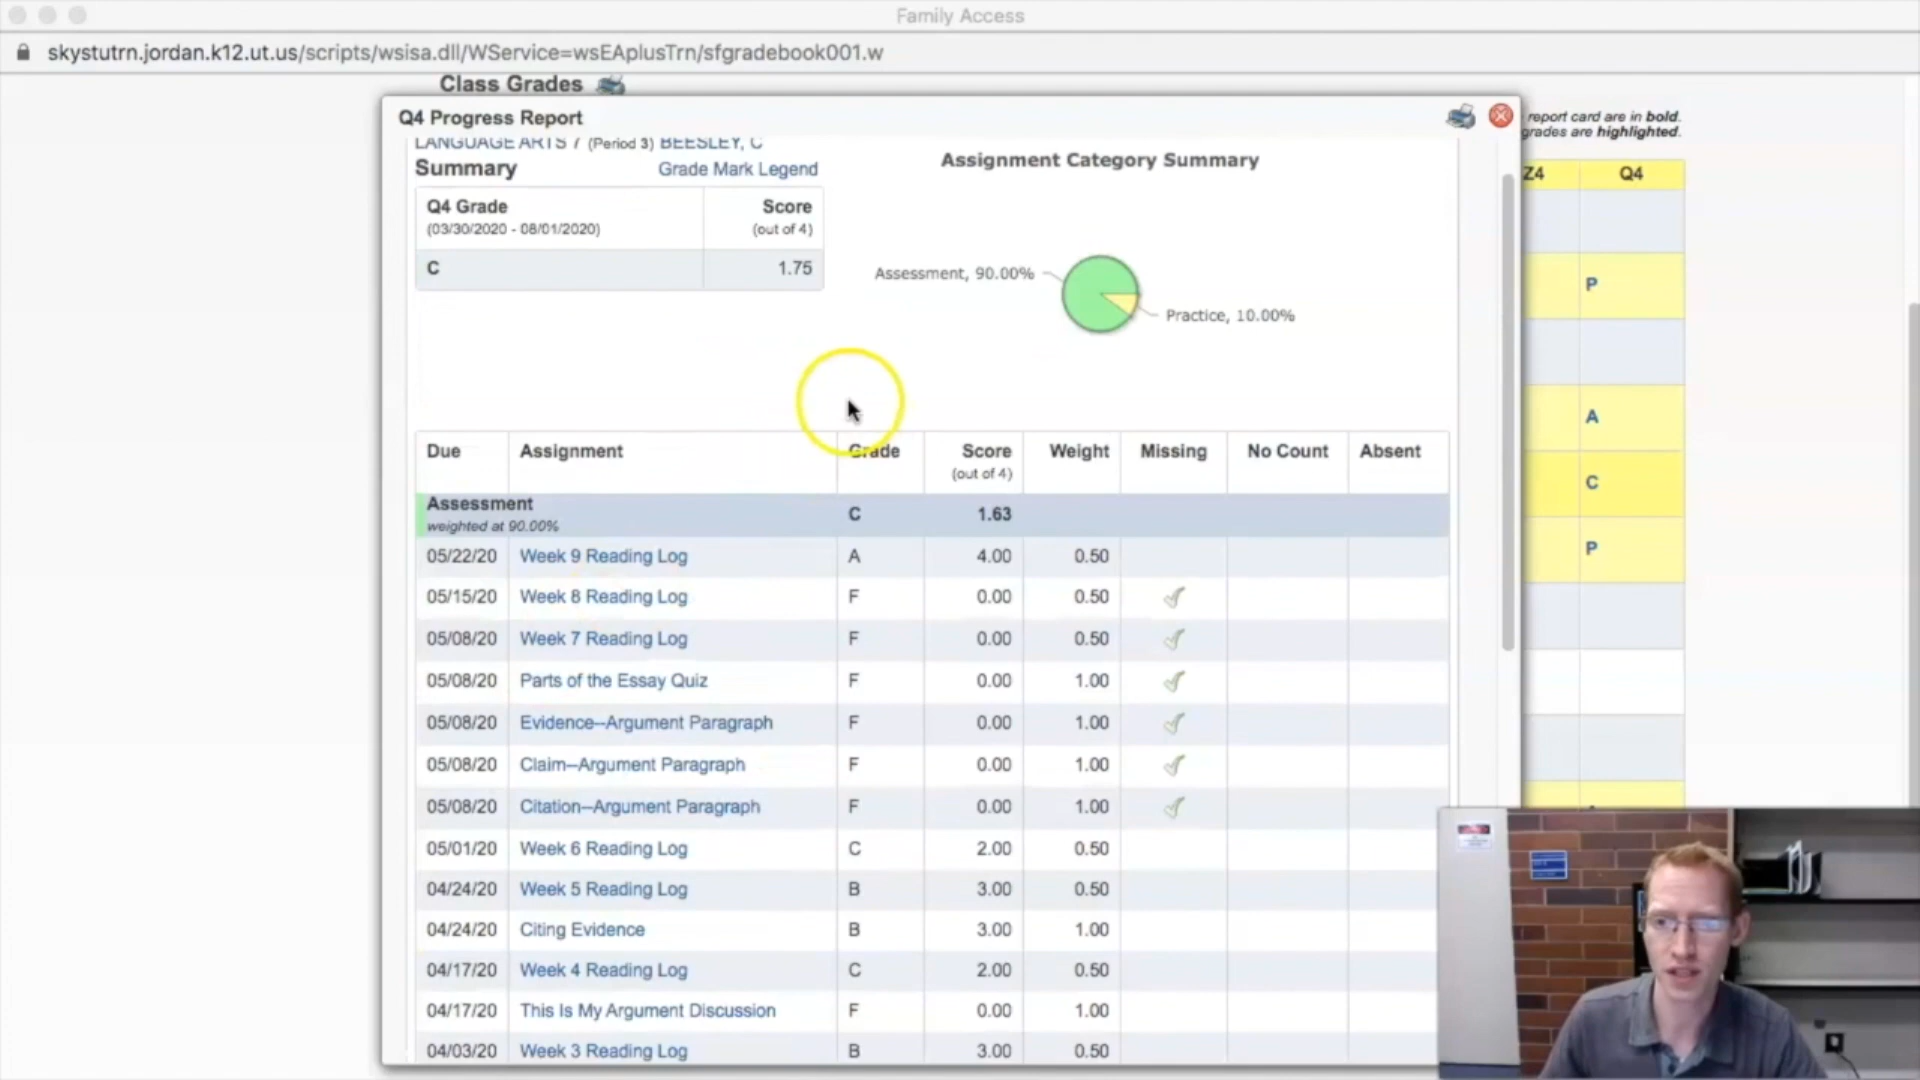 Family Access
skystutrn.jordan.k12.ut.us/scripts/wsisa.dll/WService=wsEAplusTrn/sfgradebook001.w
Class Grades
Q4 Progress Report
report card are in bold.
grades are highlighted.
LANGUAGE ARTS 7 (Period 3) BEESLEY, C
Summary
Grade Mark Legend
Q4 Grade
(03/30/2020 - 08/01/2020)
Score
(out of 4)
C 1.75
Assignment Category Summary
Assessment, 90.00%
Practice, 10.00%
Z4 Q4
P
A
C
P
Due Assignment Grade Score (out of 4) Weight Missing No Count Absent
Assessment C 1.63
weighted at 90.00%
05/22/20 Week 9 Reading Log A 4.00 0.50
05/15/20 Week 8 Reading Log F 0.00 0.50
05/08/20 Week 7 Reading Log F 0.00 0.50
05/08/20 Parts of the Essay Quiz F 0.00 1.00
05/08/20 Evidence--Argument Paragraph F 0.00 1.00
05/08/20 Claim--Argument Paragraph F 0.00 1.00
05/08/20 Citation--Argument Paragraph F 0.00 1.00
05/01/20 Week 6 Reading Log C 2.00 0.50
04/24/20 Week 5 Reading Log B 3.00 0.50
04/24/20 Citing Evidence B 3.00 1.00
04/17/20 Week 4 Reading Log C 2.00 0.50
04/17/20 This Is My Argument Discussion F 0.00 1.00
04/03/20 Week 3 Reading Log B 3.00 0.50